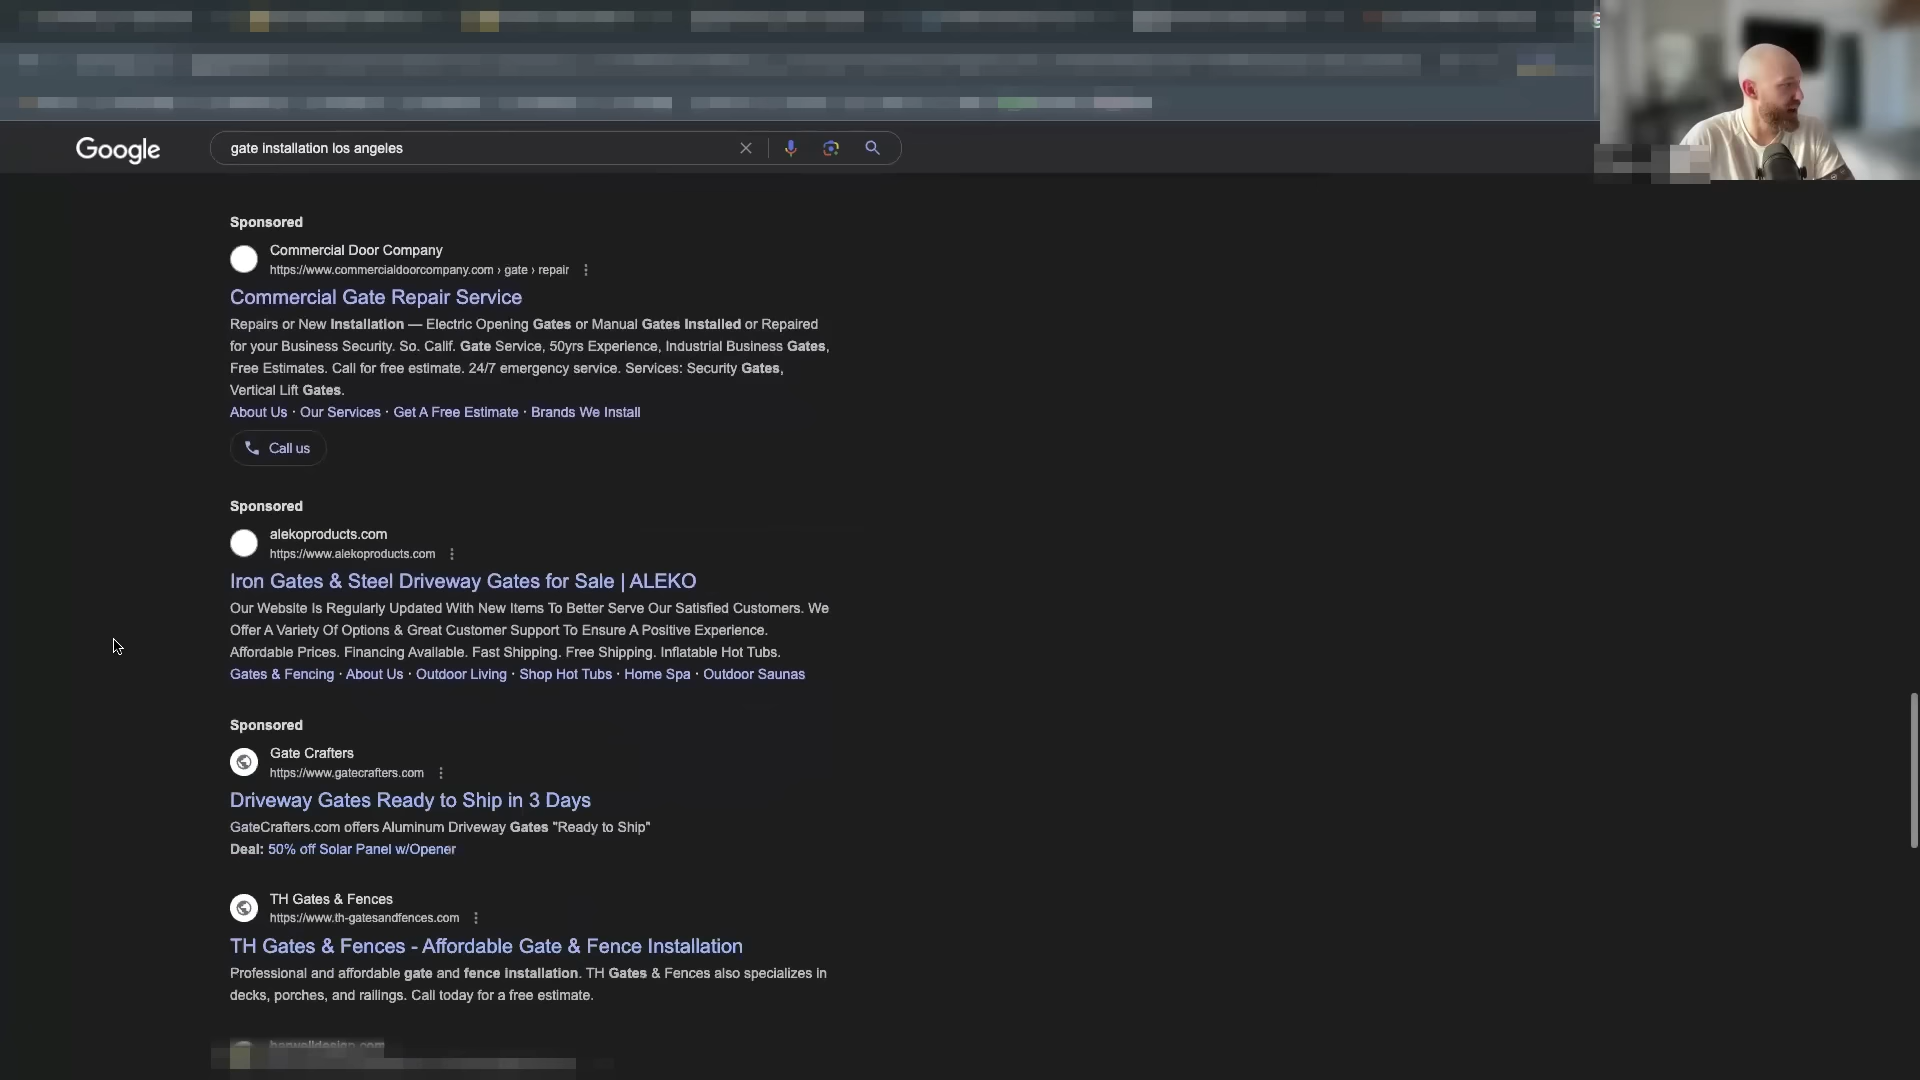 Google
gate installation los angeles
Sponsored
Commercial Door Company
https://www.commercialdoorcompany.com › gate › repair
Commercial Gate Repair Service
Repairs or New Installation — Electric Opening Gates or Manual Gates Installed or Repaired
for your Business Security. So. Calif. Gate Service, 50yrs Experience, Industrial Business Gates,
Free Estimates. Call for free estimate. 24/7 emergency service. Services: Security Gates,
Vertical Lift Gates.
About Us · Our Services · Get A Free Estimate · Brands We Install
Call us
Sponsored
alekoproducts.com
https://www.alekoproducts.com
Iron Gates & Steel Driveway Gates for Sale | ALEKO
Our Website Is Regularly Updated With New Items To Better Serve Our Satisfied Customers. We
Offer A Variety Of Options & Great Customer Support To Ensure A Positive Experience.
Affordable Prices. Financing Available. Fast Shipping. Free Shipping. Inflatable Hot Tubs.
Gates & Fencing · About Us · Outdoor Living · Shop Hot Tubs · Home Spa · Outdoor Saunas
Sponsored
Gate Crafters
https://www.gatecrafters.com
Driveway Gates Ready to Ship in 3 Days
GateCrafters.com offers Aluminum Driveway Gates "Ready to Ship"
Deal: 50% off Solar Panel w/Opener
TH Gates & Fences
https://www.th-gatesandfences.com
TH Gates & Fences - Affordable Gate & Fence Installation
Professional and affordable gate and fence installation. TH Gates & Fences also specializes in
decks, porches, and railings. Call today for a free estimate.